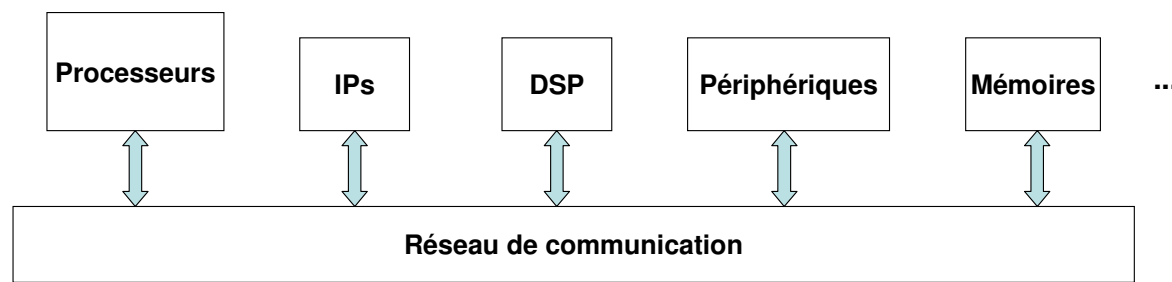 Processeurs
IPs
DSP
Périphériques
Mémoires
...
Réseau de communication